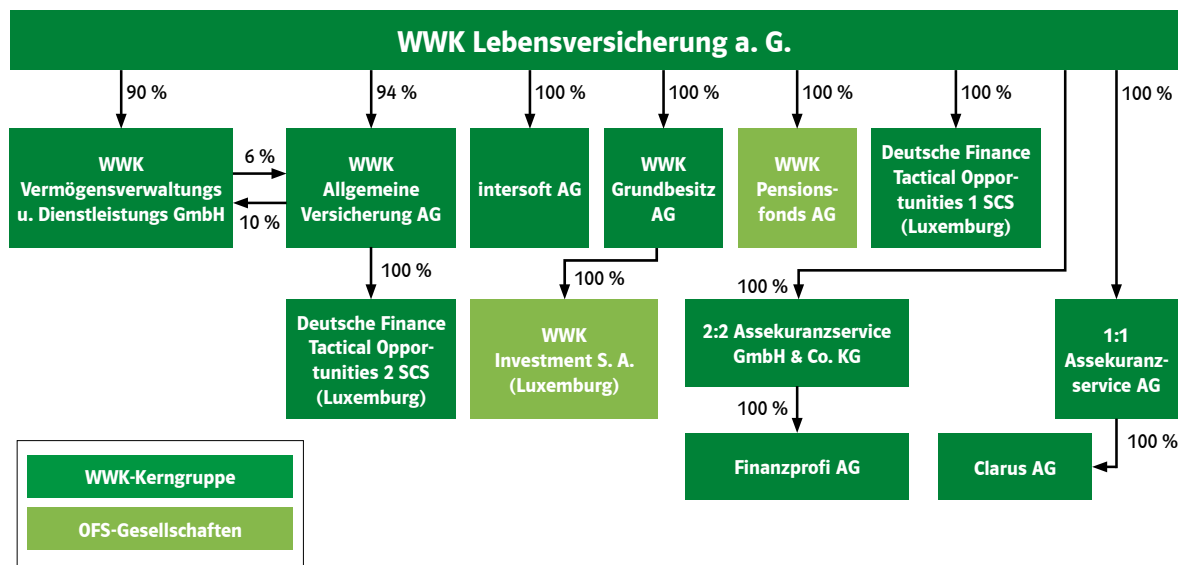 WWK Lebensversicherung a. G.
90 %
94 %
100 %
100 %
100 %
100 %
100 %
WWK
Vermögensverwaltungs
u. Dienstleistungs GmbH
6 %
10 %
WWK
Allgemeine
Versicherung AG
intersoft AG
WWK
Grundbesitz
AG
WWK
Pensions-
fonds AG
Deutsche Finance
Tactical Oppor-
tunities 1 SCS
(Luxemburg)
100 %
100 %
100 %
Deutsche Finance
Tactical Oppor-
tunities 2 SCS
(Luxemburg)
WWK
Investment S. A.
(Luxemburg)
2:2 Assekuranzservice
GmbH & Co. KG
1:1
Assekuranz-
service AG
100 %
100 %
Finanzprofi AG
Clarus AG
WWK-Kerngruppe
OFS-Gesellschaften